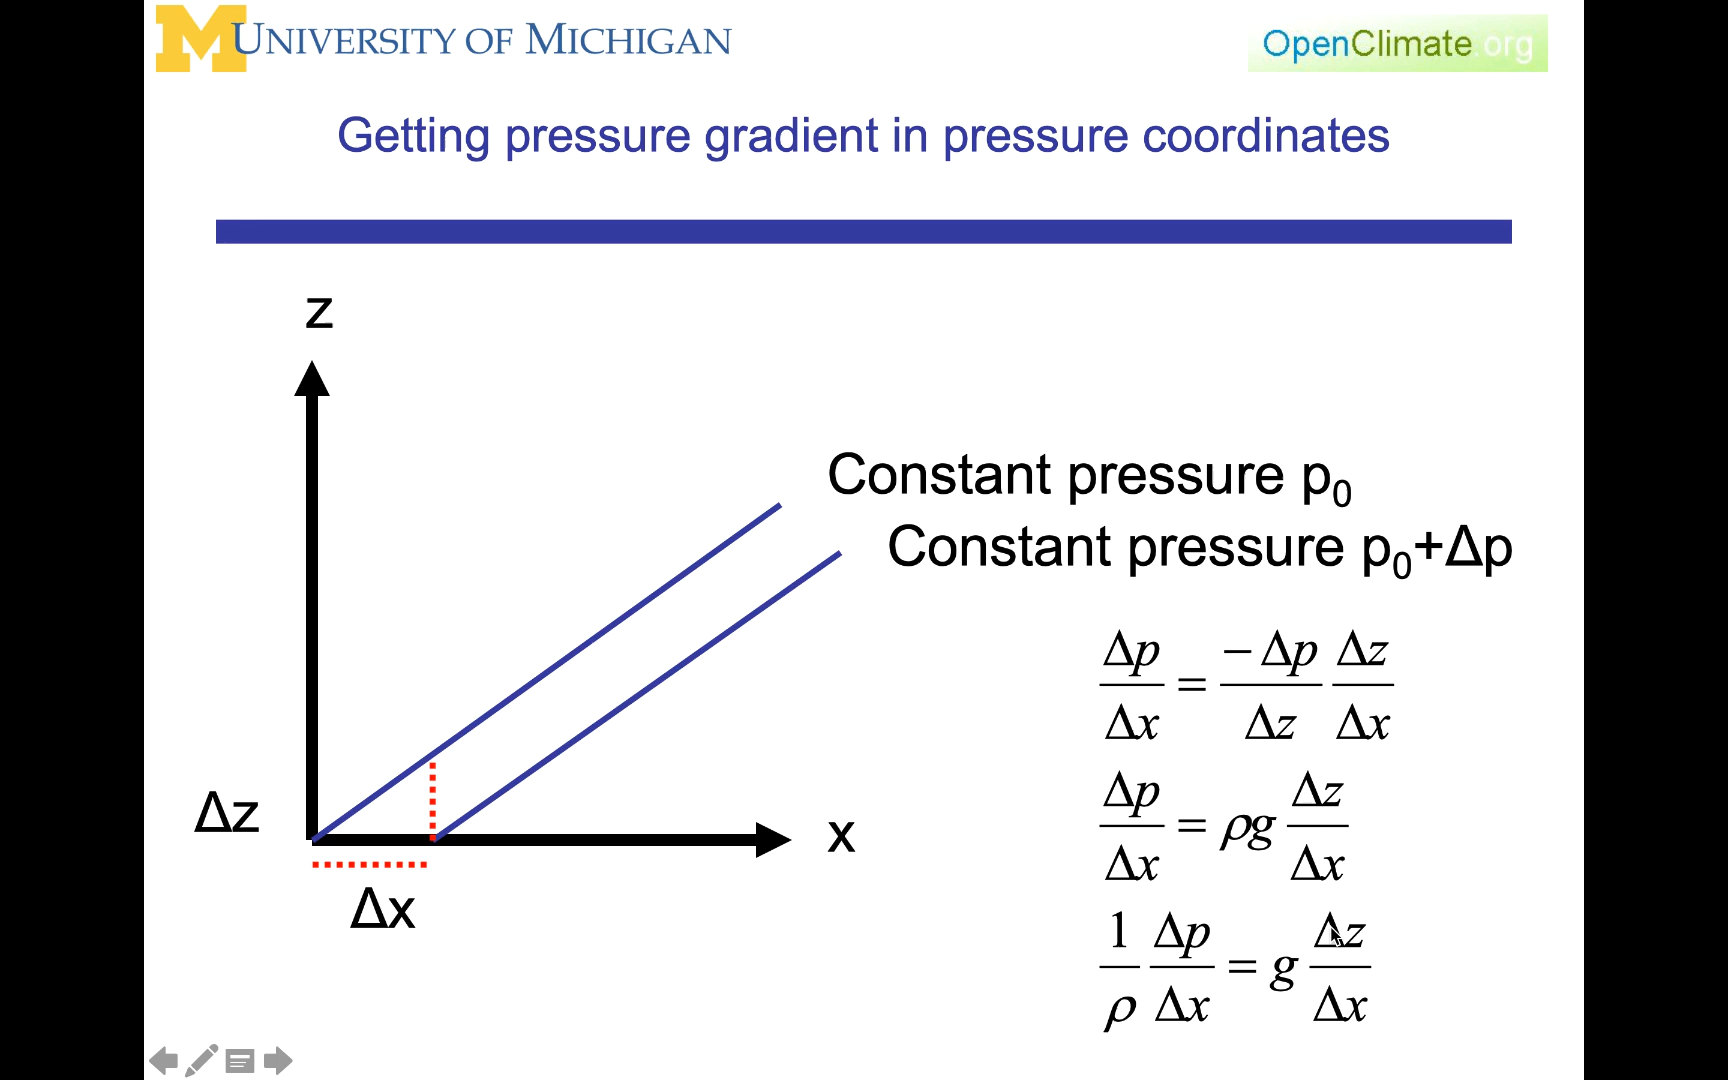 M UNIVERSITY OF MICHIGAN
OpenClimate.org
Getting pressure gradient in pressure coordinates
z
Constant pressure p₀
Constant pressure p₀+Δp
Δp/Δx = −Δp/Δz Δz/Δx
Δp/Δx = ρg Δz/Δx
1/ρ Δp/Δx = g Δz/Δx
Δz
x
Δx